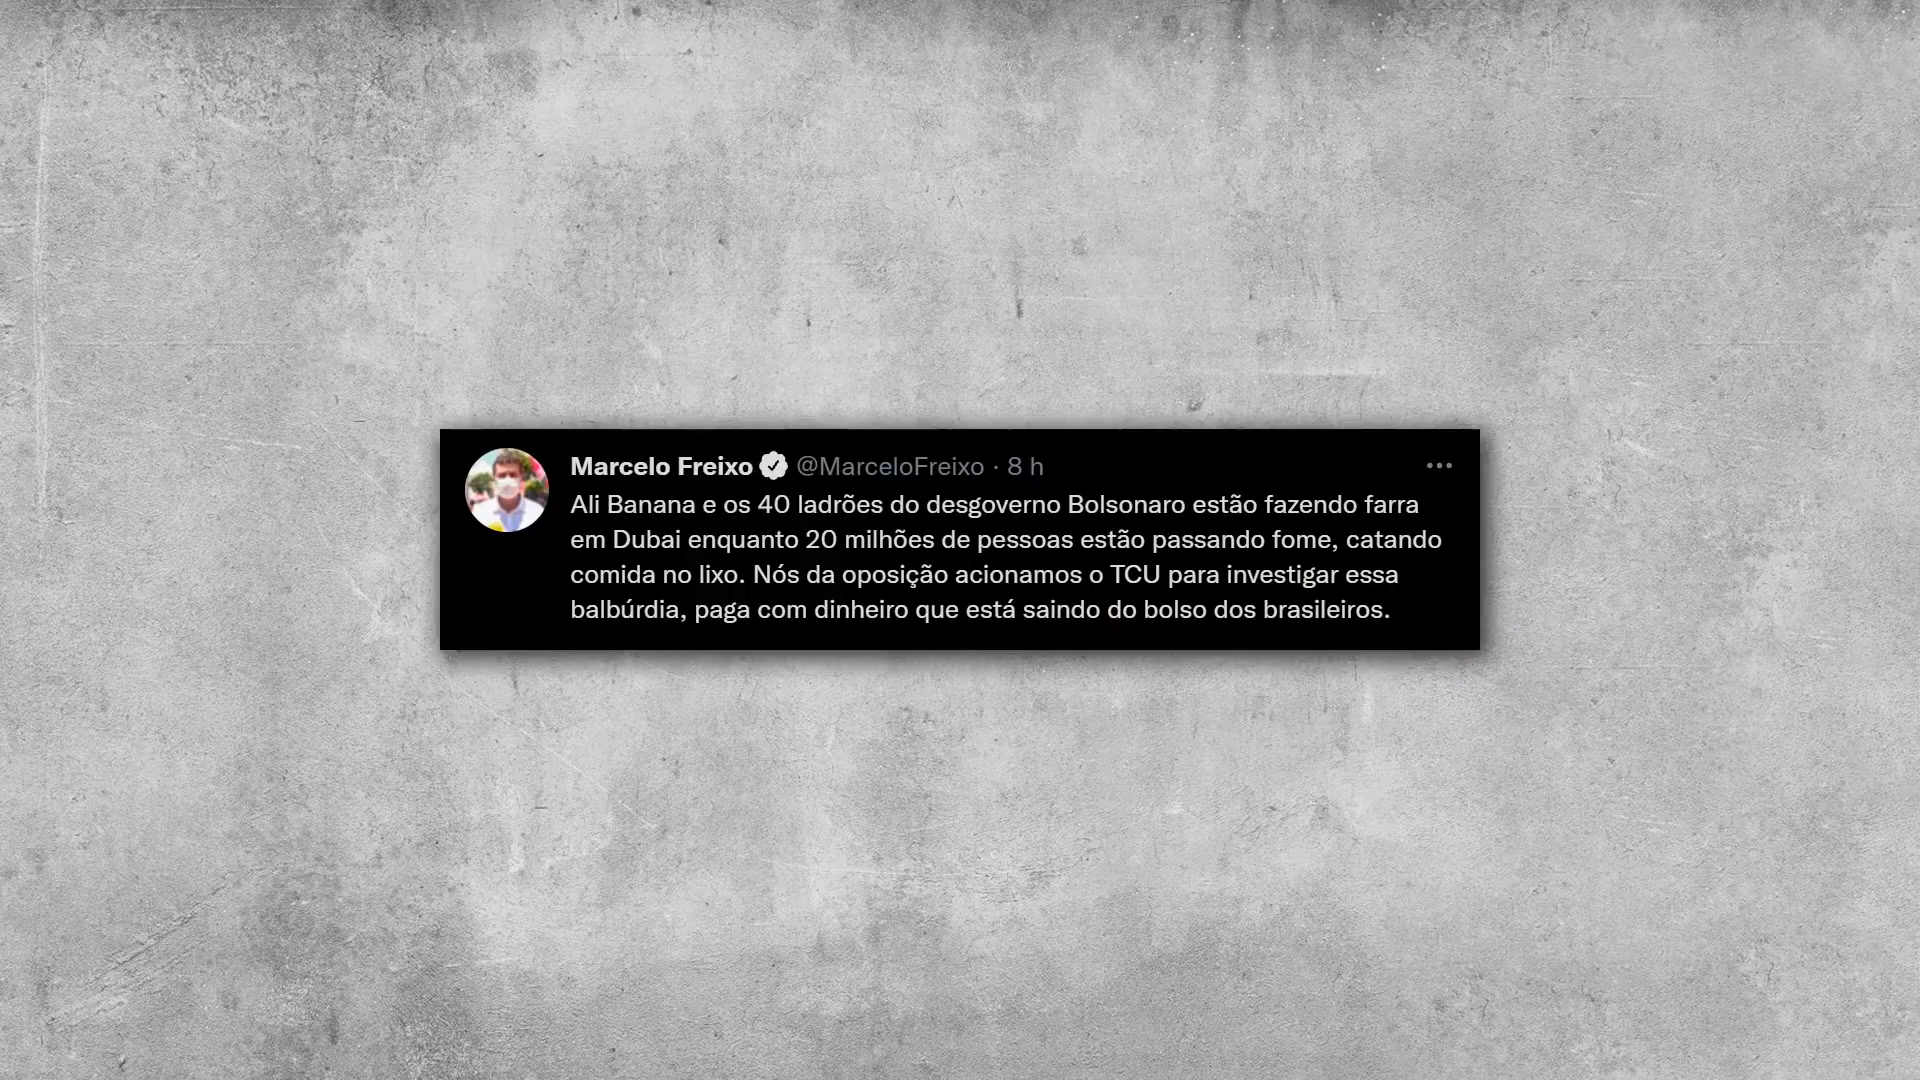 Marcelo Freixo @MarceloFreixo · 8 h
Ali Banana e os 40 ladrões do desgoverno Bolsonaro estão fazendo farra
em Dubai enquanto 20 milhões de pessoas estão passando fome, catando
comida no lixo. Nós da oposição acionamos o TCU para investigar essa
balbúrdia, paga com dinheiro que está saindo do bolso dos brasileiros.